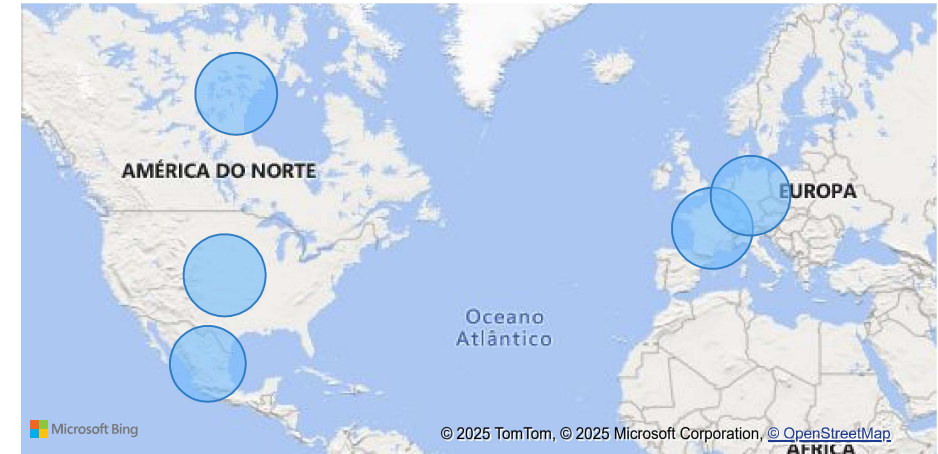 AMÉRICA DO NORTE
EUROPA
Oceano
Atlântico
Microsoft Bing
© 2025 TomTom, © 2025 Microsoft Corporation, © OpenStreetMap
ÁFRICA